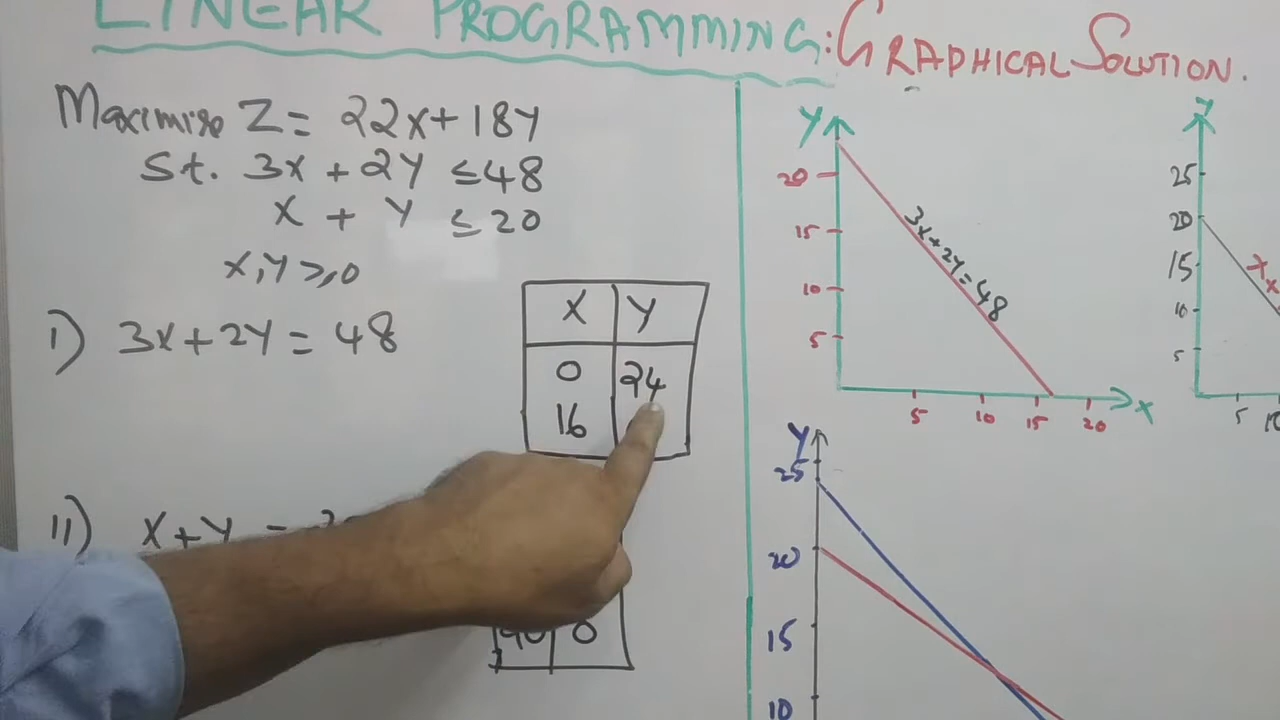 LINEAR PROGRAMMING: GRAPHICAL SOLUTION.
Maximise Z = 22X + 18Y
St. 3X + 2Y ≤ 48
X + Y ≤ 20
X, Y ≥, 0
I) 3X + 2Y = 48
X Y
0 24
16
II) X + Y =
0
Y
20
15
10
5
3X + 2Y = 48
5 10 15 20 X
Y
25
20
15
10
5
X
5
Y
25
20
15
10